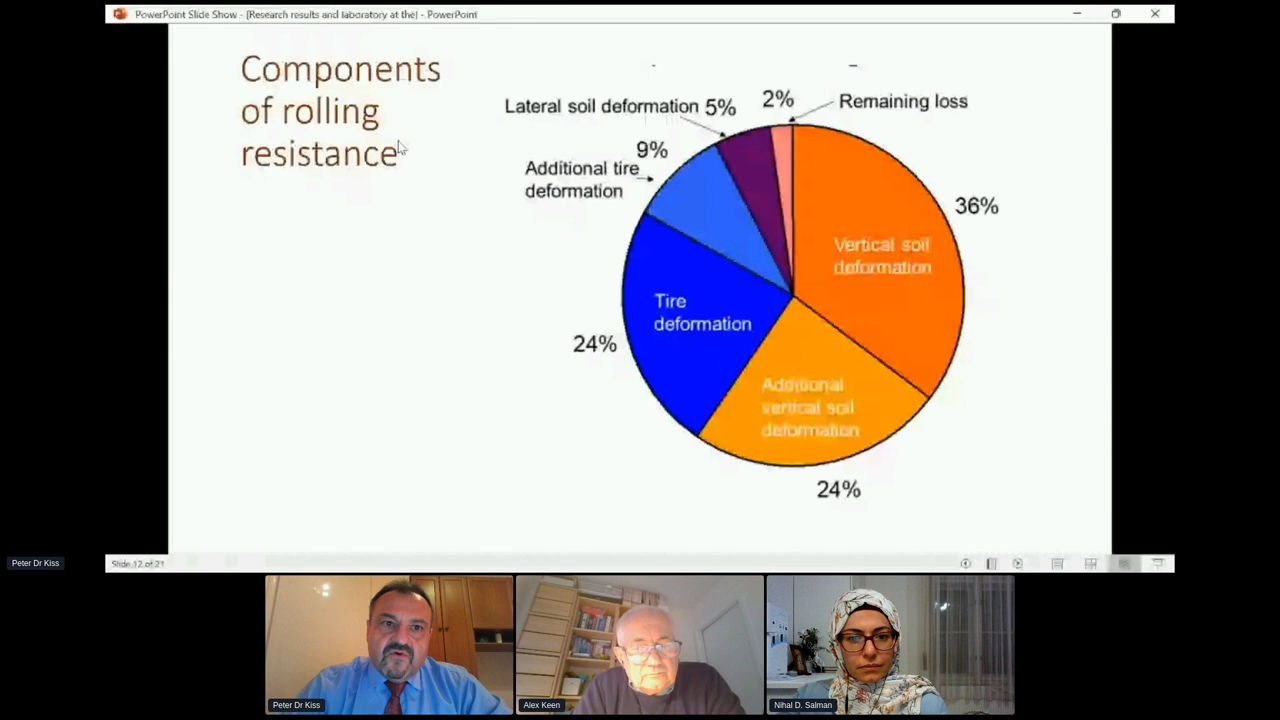 PowerPoint Slide Show - [Research results and laboratory at the] - PowerPoint
Components
of rolling
resistance
Lateral soil deformation 5%
2%
Remaining loss
9%
Additional tire
deformation
36%
Vertical soil
deformation
Tire
deformation
24%
Additional
vertical soil
deformation
24%
Slide 12 of 21
Peter Dr Kiss
Peter Dr Kiss
Alex Keen
Nihal D. Salman